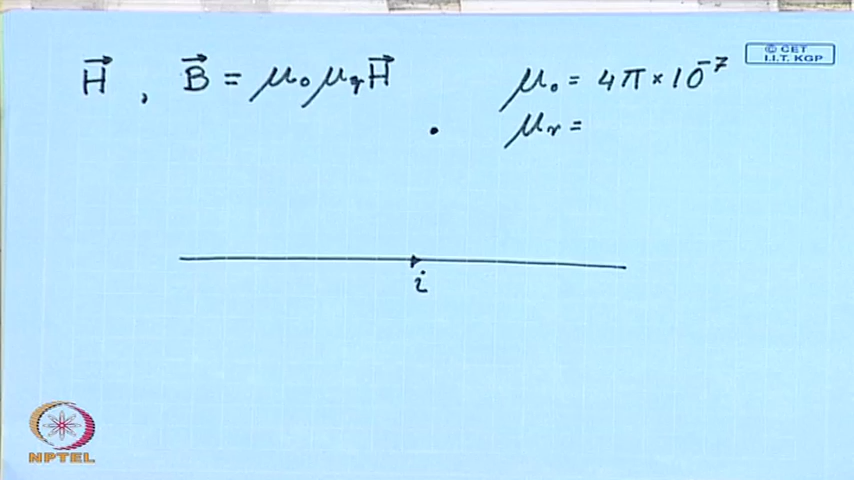 H⃗ , B⃗ = μ₀μᵣH⃗
μ₀ = 4π × 10⁻⁷
μᵣ =
i
© CET
I.I.T. KGP
NPTEL